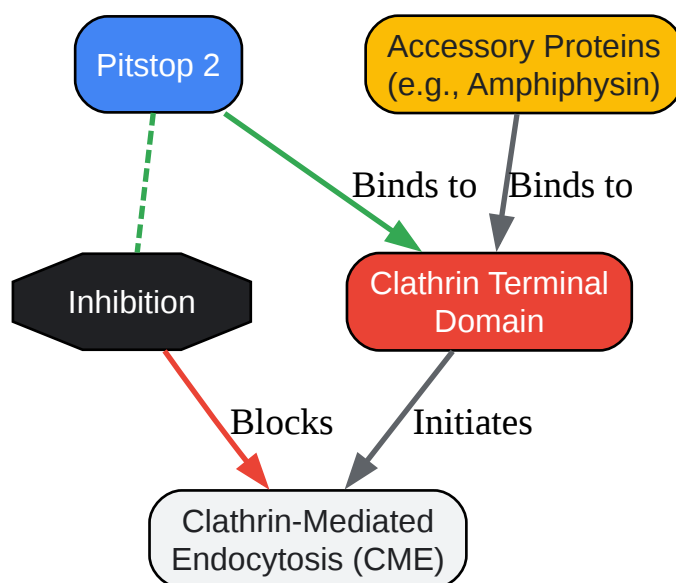 Pitstop 2
Accessory Proteins
(e.g., Amphiphysin)
Binds to
Binds to
Inhibition
Clathrin Terminal
Domain
Blocks
Initiates
Clathrin-Mediated
Endocytosis (CME)